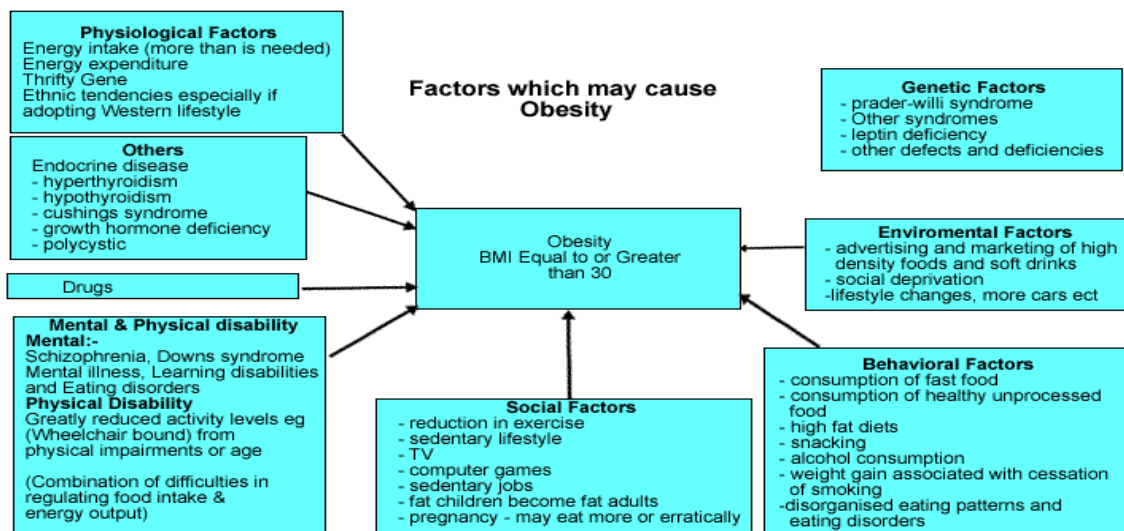 Physiological Factors
Energy intake (more than is needed)
Energy expenditure
Thrifty Gene
Ethnic tendencies especially if
adopting Western lifestyle
Factors which may cause
Obesity
Genetic Factors
- prader-willi syndrome
- Other syndromes
- leptin deficiency
- other defects and deficiencies
Others
Endocrine disease
- hyperthyroidism
- hypothyroidism
- cushings syndrome
- growth hormone deficiency
- polycystic
Obesity
BMI Equal to or Greater
than 30
Enviromental Factors
- advertising and marketing of high
density foods and soft drinks
- social deprivation
-lifestyle changes, more cars ect
Drugs
Mental & Physical disability
Mental:-
Schizophrenia, Downs syndrome
Mental illness, Learning disabilities
and Eating disorders
Physical Disability
Greatly reduced activity levels eg
(Wheelchair bound) from
physical impairments or age
(Combination of difficulties in
regulating food intake &
energy output)
Social Factors
- reduction in exercise
- sedentary lifestyle
- TV
- computer games
- sedentary jobs
- fat children become fat adults
- pregnancy - may eat more or erratically
Behavioral Factors
- consumption of fast food
- consumption of healthy unprocessed
food
- high fat diets
- snacking
- alcohol consumption
- weight gain associated with cessation
of smoking
-disorganised eating patterns and
eating disorders